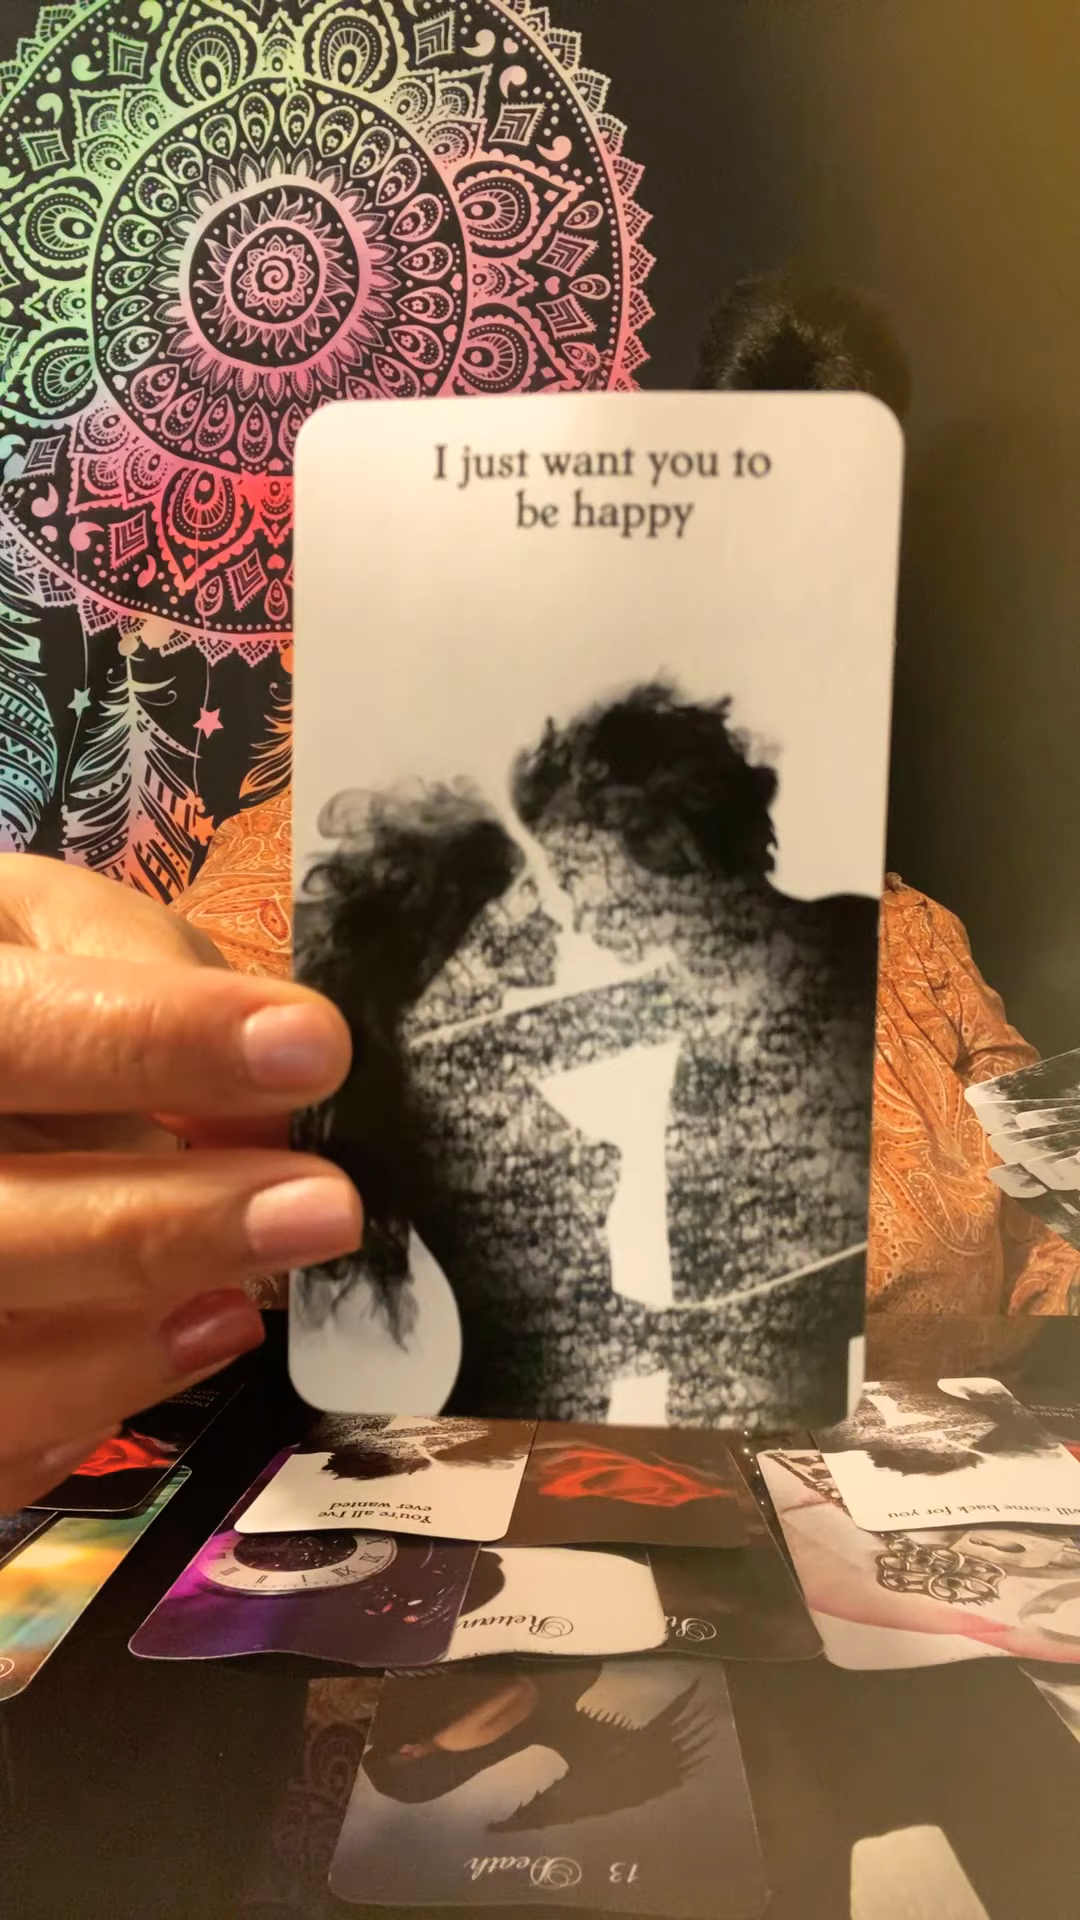 I just want you to
be happy
You're all I've
ever wanted
will come back for you
Return
13 Death